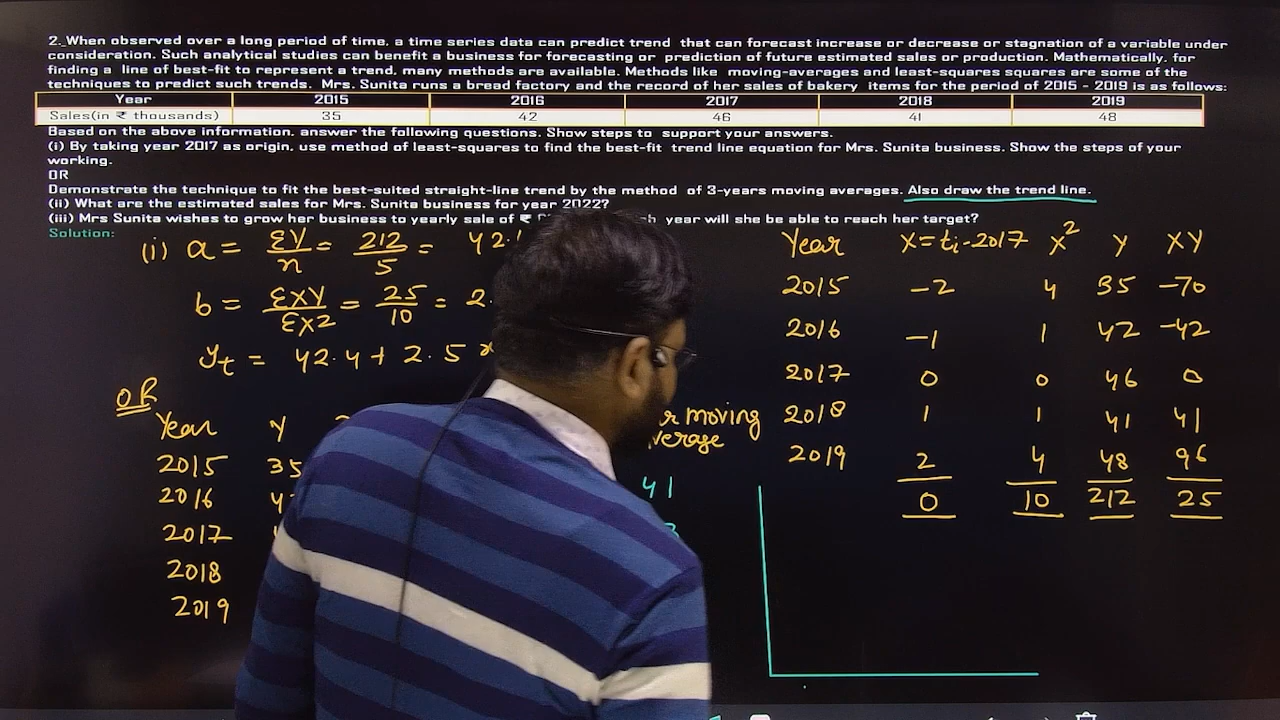 2. When observed over a long period of time, a time series data can predict trend that can forecast increase or decrease or stagnation of a variable under
consideration. Such analytical studies can benefit a business for forecasting or prediction of future estimated sales or production. Mathematically, for
finding a line of best-fit to represent a trend, many methods are available. Methods like moving-averages and least-squares squares are some of the
techniques to predict such trends. Mrs. Sunita runs a bread factory and the record of her sales of bakery items for the period of 2015 - 2019 is as follows:
Year 2015 2016 2017 2018 2019
Sales(in ₹ thousands) 35 42 46 41 48
Based on the above information, answer the following questions. Show steps to support your answers.
(i) By taking year 2017 as origin, use method of least-squares to find the best-fit trend line equation for Mrs. Sunita business. Show the steps of your
working.
OR
Demonstrate the technique to fit the best-suited straight-line trend by the method of 3-years moving averages. Also draw the trend line.
(ii) What are the estimated sales for Mrs. Sunita business for year 2022?
(iii) Mrs Sunita wishes to grow her business to yearly sale of ₹ year will she be able to reach her target?
Solution:
(i) a = ΣY/n = 212/5 = 42.
b = ΣXY/ΣX2 = 25/10 = 2.
yt = 42.4 + 2.5
OR
Year Y
2015 35
2016
2017
2018
2019
moving
41
Year X = ti - 2017 X² Y XY
2015 -2 4 35 -70
2016 -1 1 42 -42
2017 0 0 46 0
2018 1 1 41 41
2019 2 4 48 96
0 10 212 25